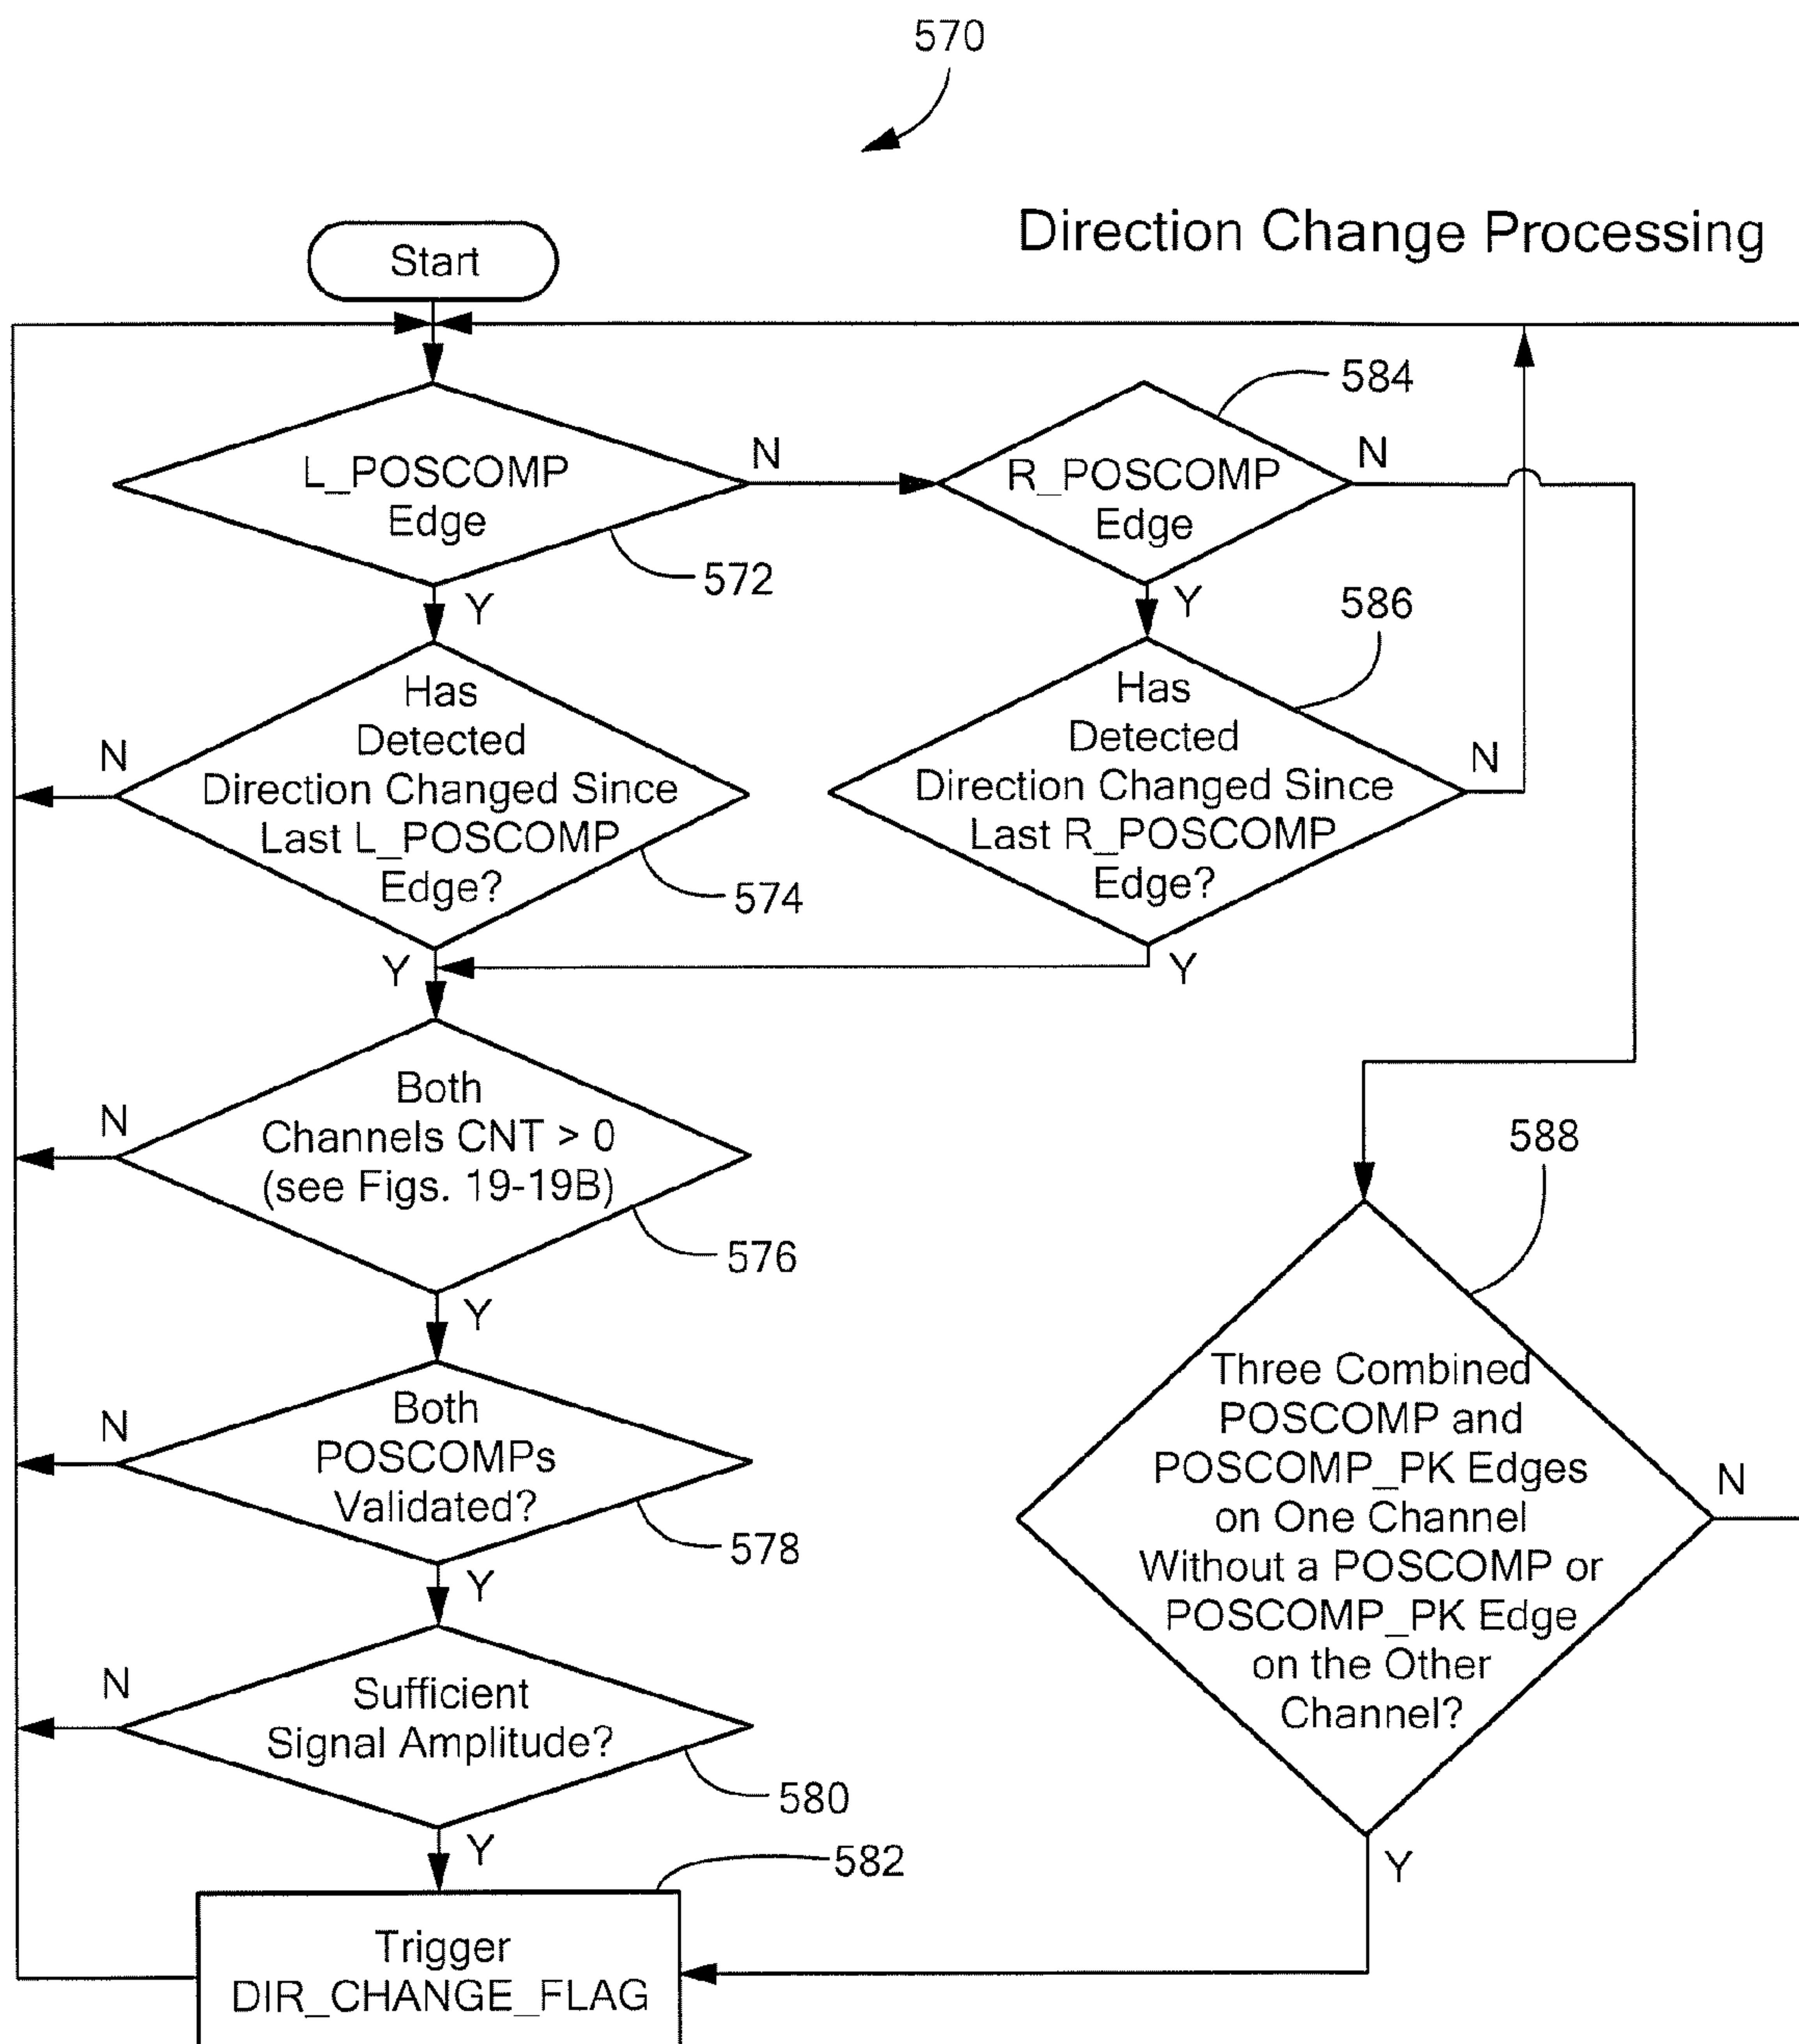 570
Direction Change Processing
Start
L_POSCOMP
Edge
572
N
Y
R_POSCOMP
Edge
584
N
Y
Has
Detected
Direction Changed Since
Last L_POSCOMP
Edge?
574
N
Y
Has
Detected
Direction Changed Since
Last R_POSCOMP
Edge?
586
N
Y
Both
Channels CNT > 0
(see Figs. 19-19B)
576
N
Y
Both
POSCOMPs
Validated?
578
N
Y
Sufficient
Signal Amplitude?
580
N
Y
588
Three Combined
POSCOMP and
POSCOMP_PK Edges
on One Channel
Without a POSCOMP or
POSCOMP_PK Edge
on the Other
Channel?
N
Y
582
Trigger
DIR_CHANGE_FLAG